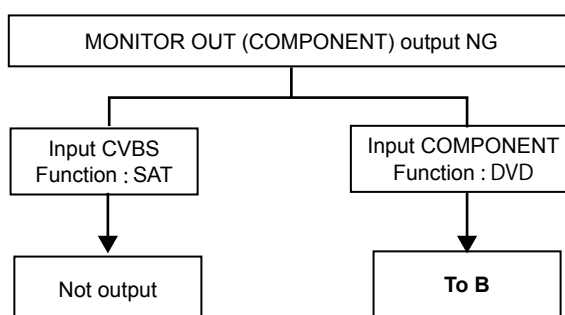 MONITOR OUT (COMPONENT) output NG
Input CVBS
Function : SAT
Input COMPONENT
Function : DVD
Not output
To B